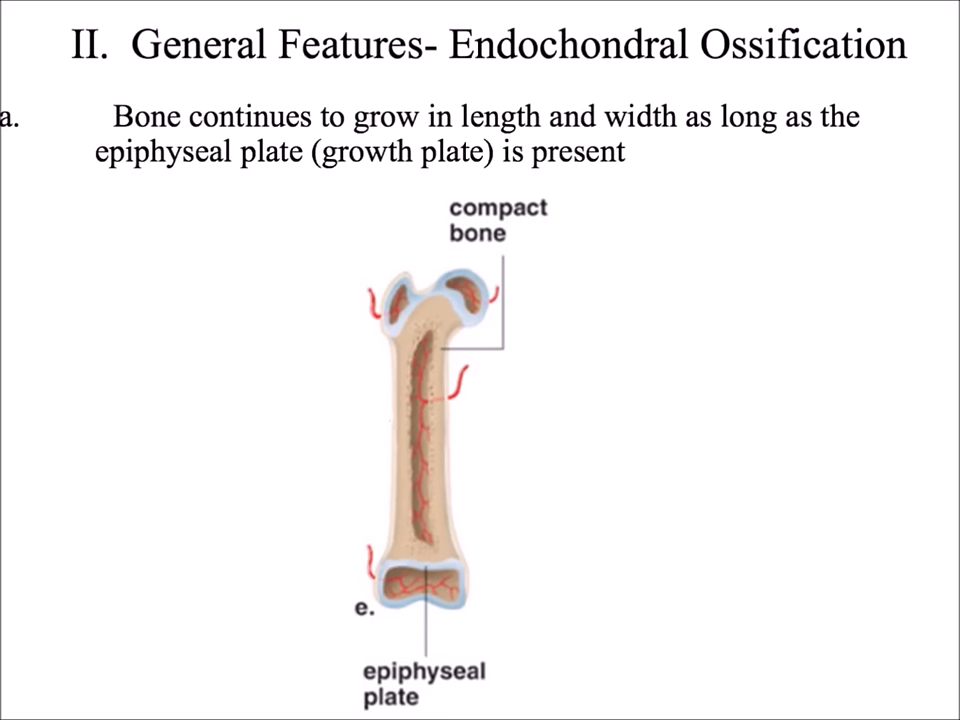 II. General Features- Endochondral Ossification
a. Bone continues to grow in length and width as long as the
epiphyseal plate (growth plate) is present
compact
bone
e.
epiphyseal
plate